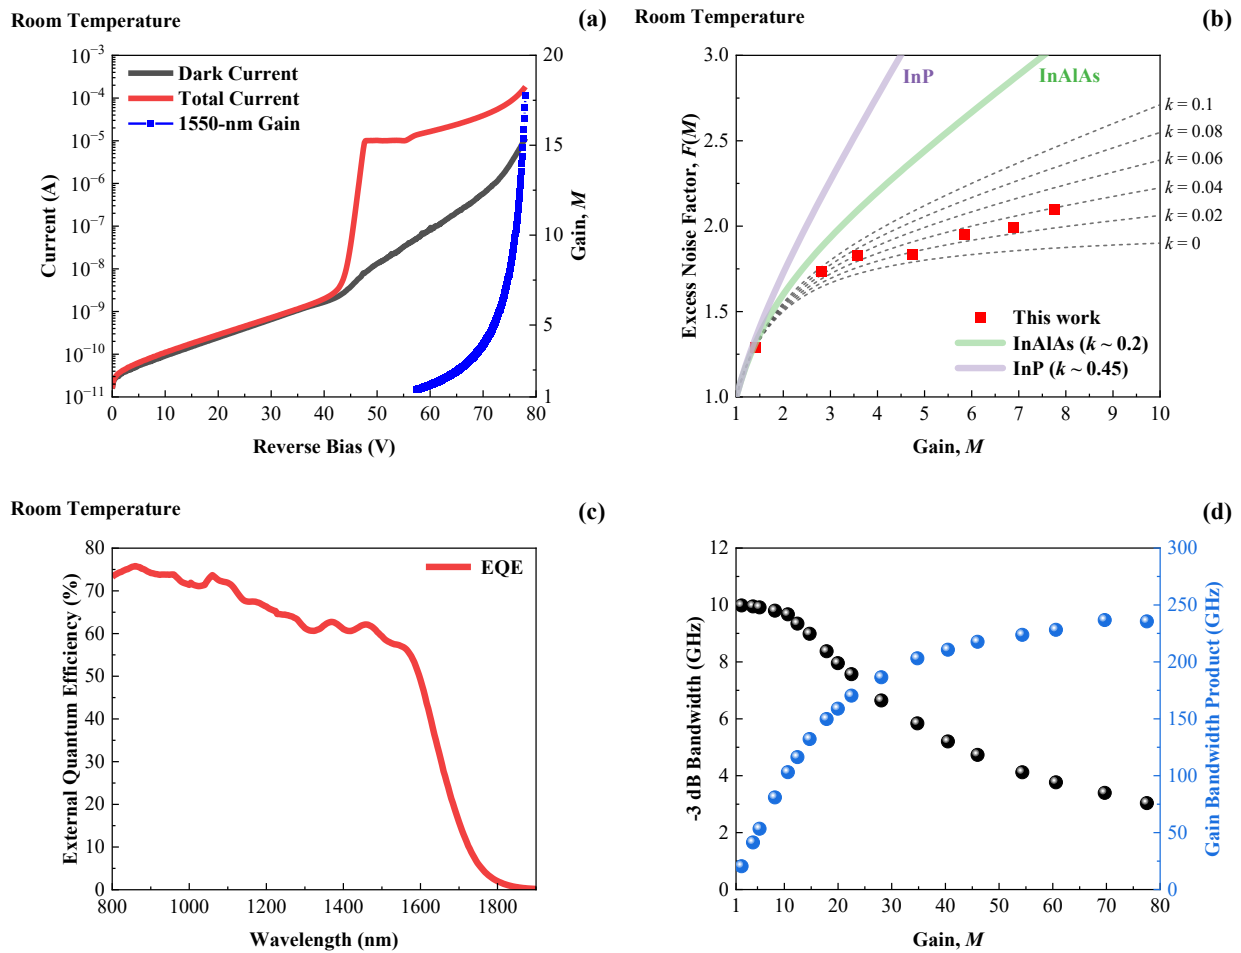 Room Temperature
(a)
10⁻³
10⁻⁴
10⁻⁵
10⁻⁶
10⁻⁷
10⁻⁸
10⁻⁹
10⁻¹⁰
10⁻¹¹
Current (A)
Dark Current
Total Current
1550-nm Gain
20
15
10
5
1
Gain, M
0 10 20 30 40 50 60 70 80
Reverse Bias (V)
Room Temperature
(b)
3.0
2.5
2.0
1.5
1.0
Excess Noise Factor, F(M)
InP
InAlAs
k = 0.1
k = 0.08
k = 0.06
k = 0.04
k = 0.02
k = 0
This work
InAlAs (k ~ 0.2)
InP (k ~ 0.45)
1 2 3 4 5 6 7 8 9 10
Gain, M
Room Temperature
(c)
80
70
60
50
40
30
20
10
0
External Quantum Efficiency (%)
EQE
800 1000 1200 1400 1600 1800
Wavelength (nm)
(d)
12
10
8
6
4
2
0
-3 dB Bandwidth (GHz)
300
250
200
150
100
50
0
Gain Bandwidth Product (GHz)
1 10 20 30 40 50 60 70 80
Gain, M